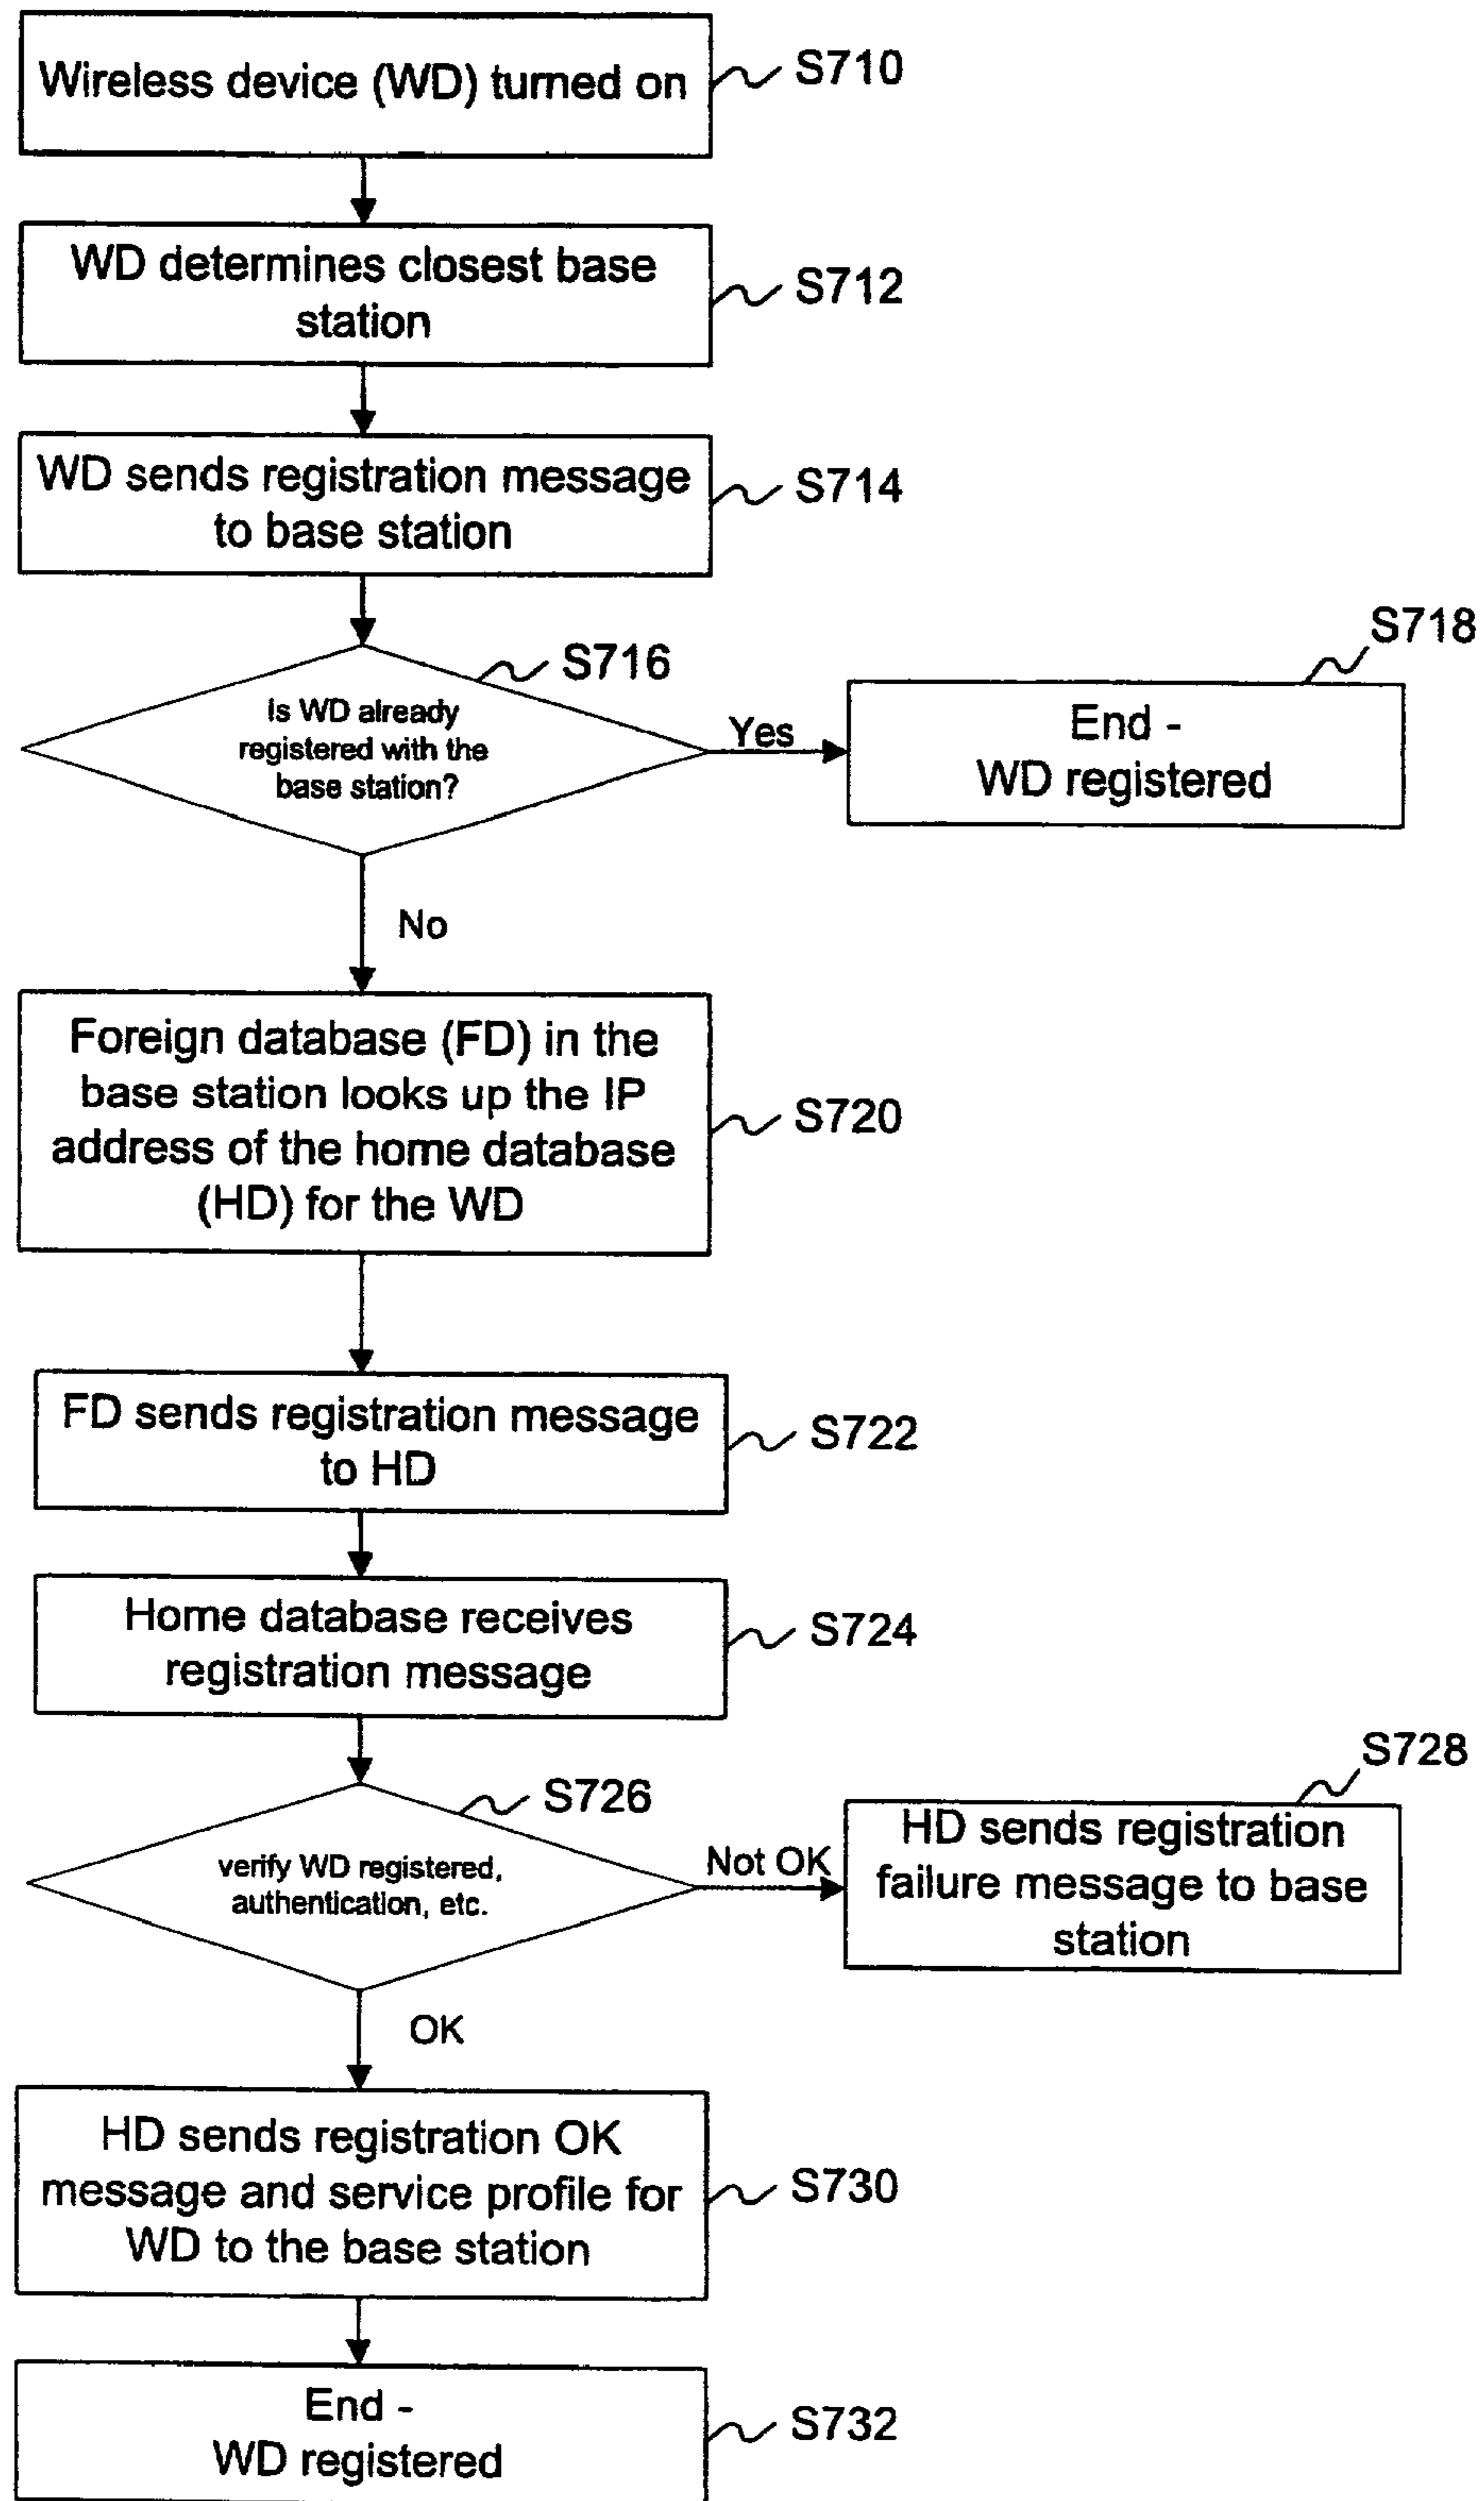 Wireless device (WD) turned on
S710
WD determines closest base
station
S712
WD sends registration message
to base station
S714
S716
Is WD already
registered with the
base station?
Yes
S718
End -
WD registered
No
Foreign database (FD) in the
base station looks up the IP
address of the home database
(HD) for the WD
S720
FD sends registration message
to HD
S722
Home database receives
registration message
S724
S726
verify WD registered,
authentication, etc.
Not OK
S728
HD sends registration
failure message to base
station
OK
HD sends registration OK
message and service profile for
WD to the base station
S730
End -
WD registered
S732